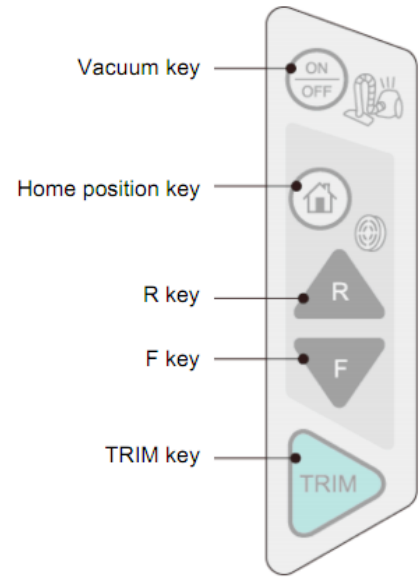 Vacuum key
ON
OFF
Home position key
R key
R
F key
F
TRIM key
TRIM